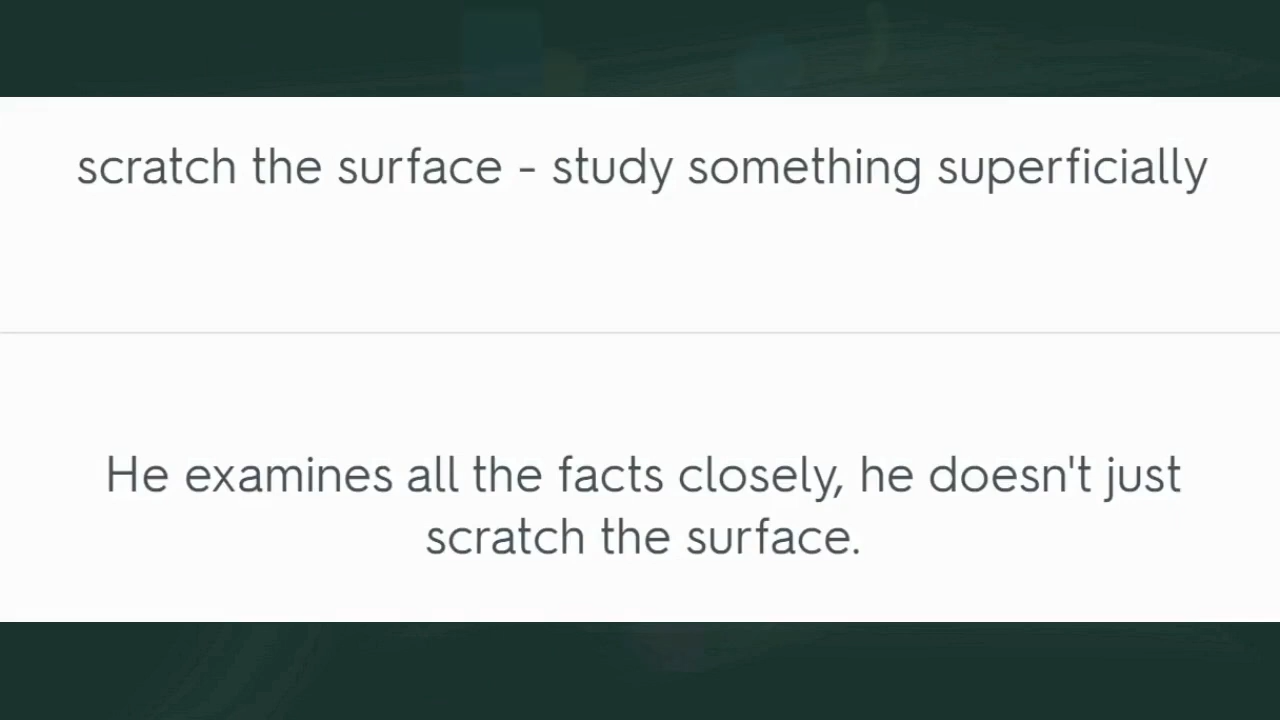 scratch the surface - study something superficially
He examines all the facts closely, he doesn't just
scratch the surface.